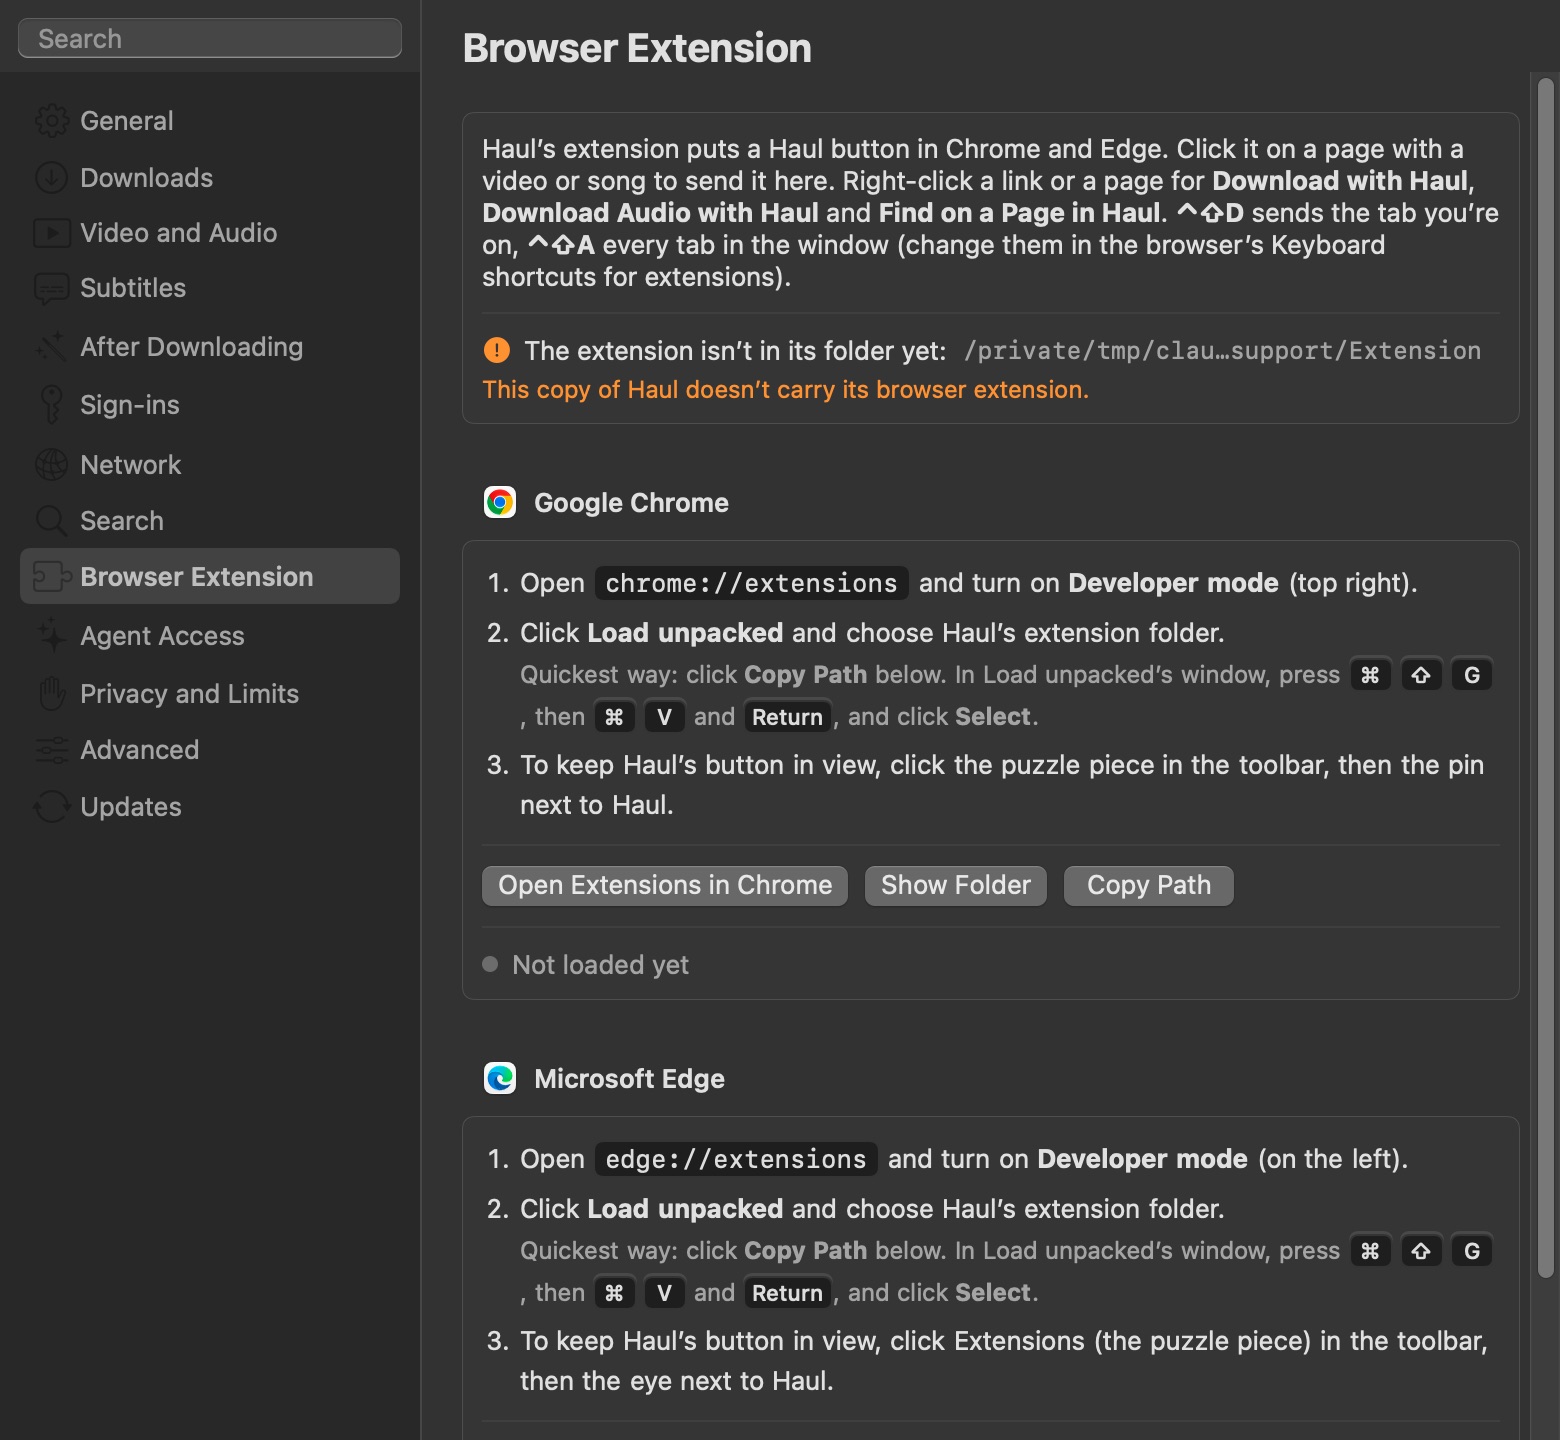 Search
General
Downloads
Video and Audio
Subtitles
After Downloading
Sign-ins
Network
Search
Browser Extension
Agent Access
Privacy and Limits
Advanced
Updates
Browser Extension
Haul’s extension puts a Haul button in Chrome and Edge. Click it on a page with a
video or song to send it here. Right-click a link or a page for Download with Haul,
Download Audio with Haul and Find on a Page in Haul. ⌃⇧D sends the tab you’re
on, ⌃⇧A every tab in the window (change them in the browser’s Keyboard
shortcuts for extensions).
The extension isn’t in its folder yet: /private/tmp/clau…support/Extension
This copy of Haul doesn’t carry its browser extension.
Google Chrome
1. Open chrome://extensions and turn on Developer mode (top right).
2. Click Load unpacked and choose Haul’s extension folder.
Quickest way: click Copy Path below. In Load unpacked’s window, press ⌘ ⇧ G
, then ⌘ V and Return, and click Select.
3. To keep Haul’s button in view, click the puzzle piece in the toolbar, then the pin
next to Haul.
Open Extensions in Chrome Show Folder Copy Path
Not loaded yet
Microsoft Edge
1. Open edge://extensions and turn on Developer mode (on the left).
2. Click Load unpacked and choose Haul’s extension folder.
Quickest way: click Copy Path below. In Load unpacked’s window, press ⌘ ⇧ G
, then ⌘ V and Return, and click Select.
3. To keep Haul’s button in view, click Extensions (the puzzle piece) in the toolbar,
then the eye next to Haul.